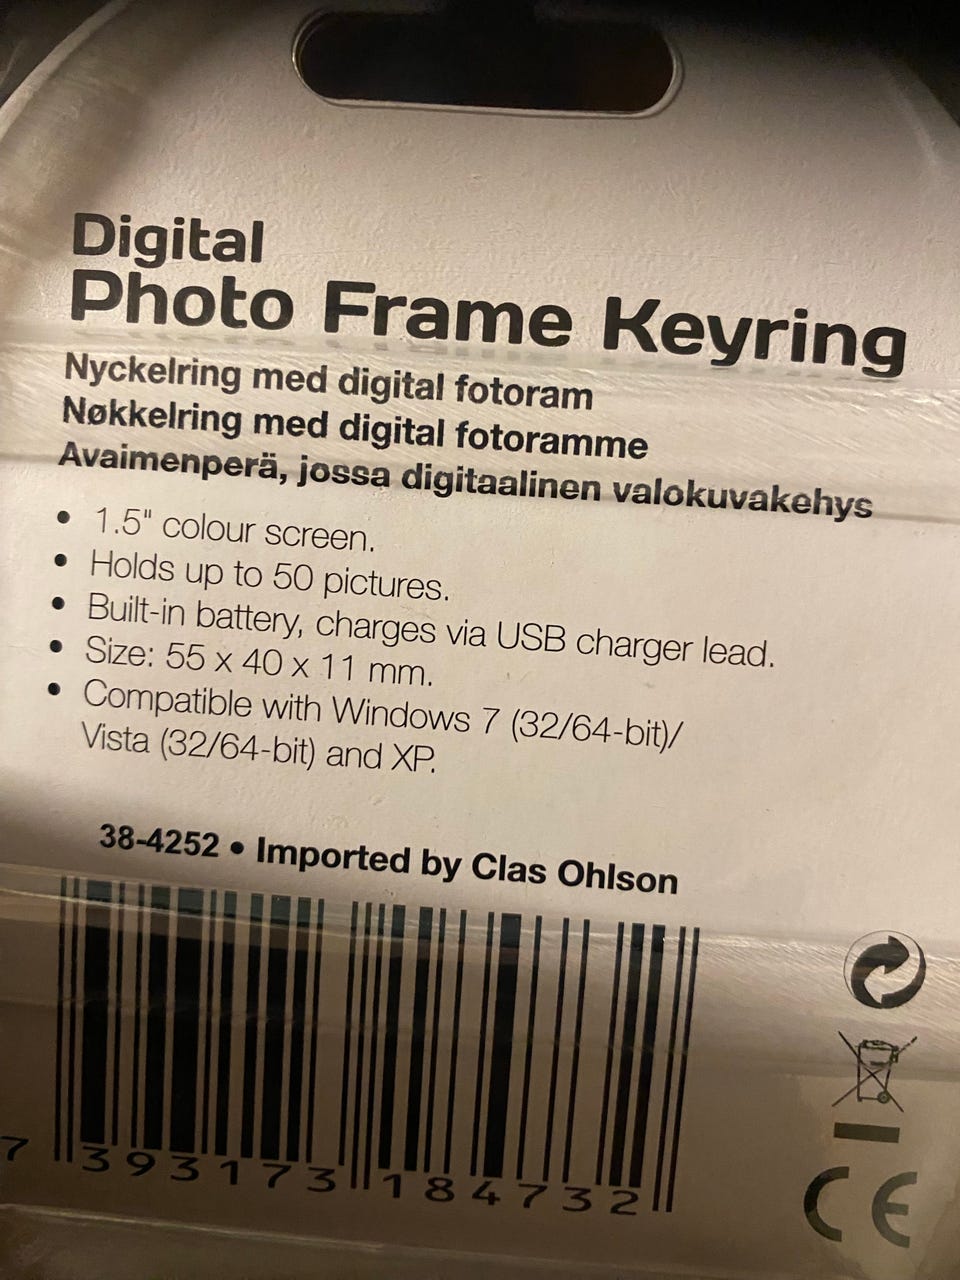 Digital
Photo Frame Keyring
Nyckelring med digital fotoram
Nøkkelring med digital fotoramme
Avaimenperä, jossa digitaalinen valokuvakehys
• 1.5" colour screen.
• Holds up to 50 pictures.
• Built-in battery, charges via USB charger lead.
• Size: 55 x 40 x 11 mm.
• Compatible with Windows 7 (32/64-bit)/
Vista (32/64-bit) and XP.
38-4252 • Imported by Clas Ohlson
7 393173 184732
CE